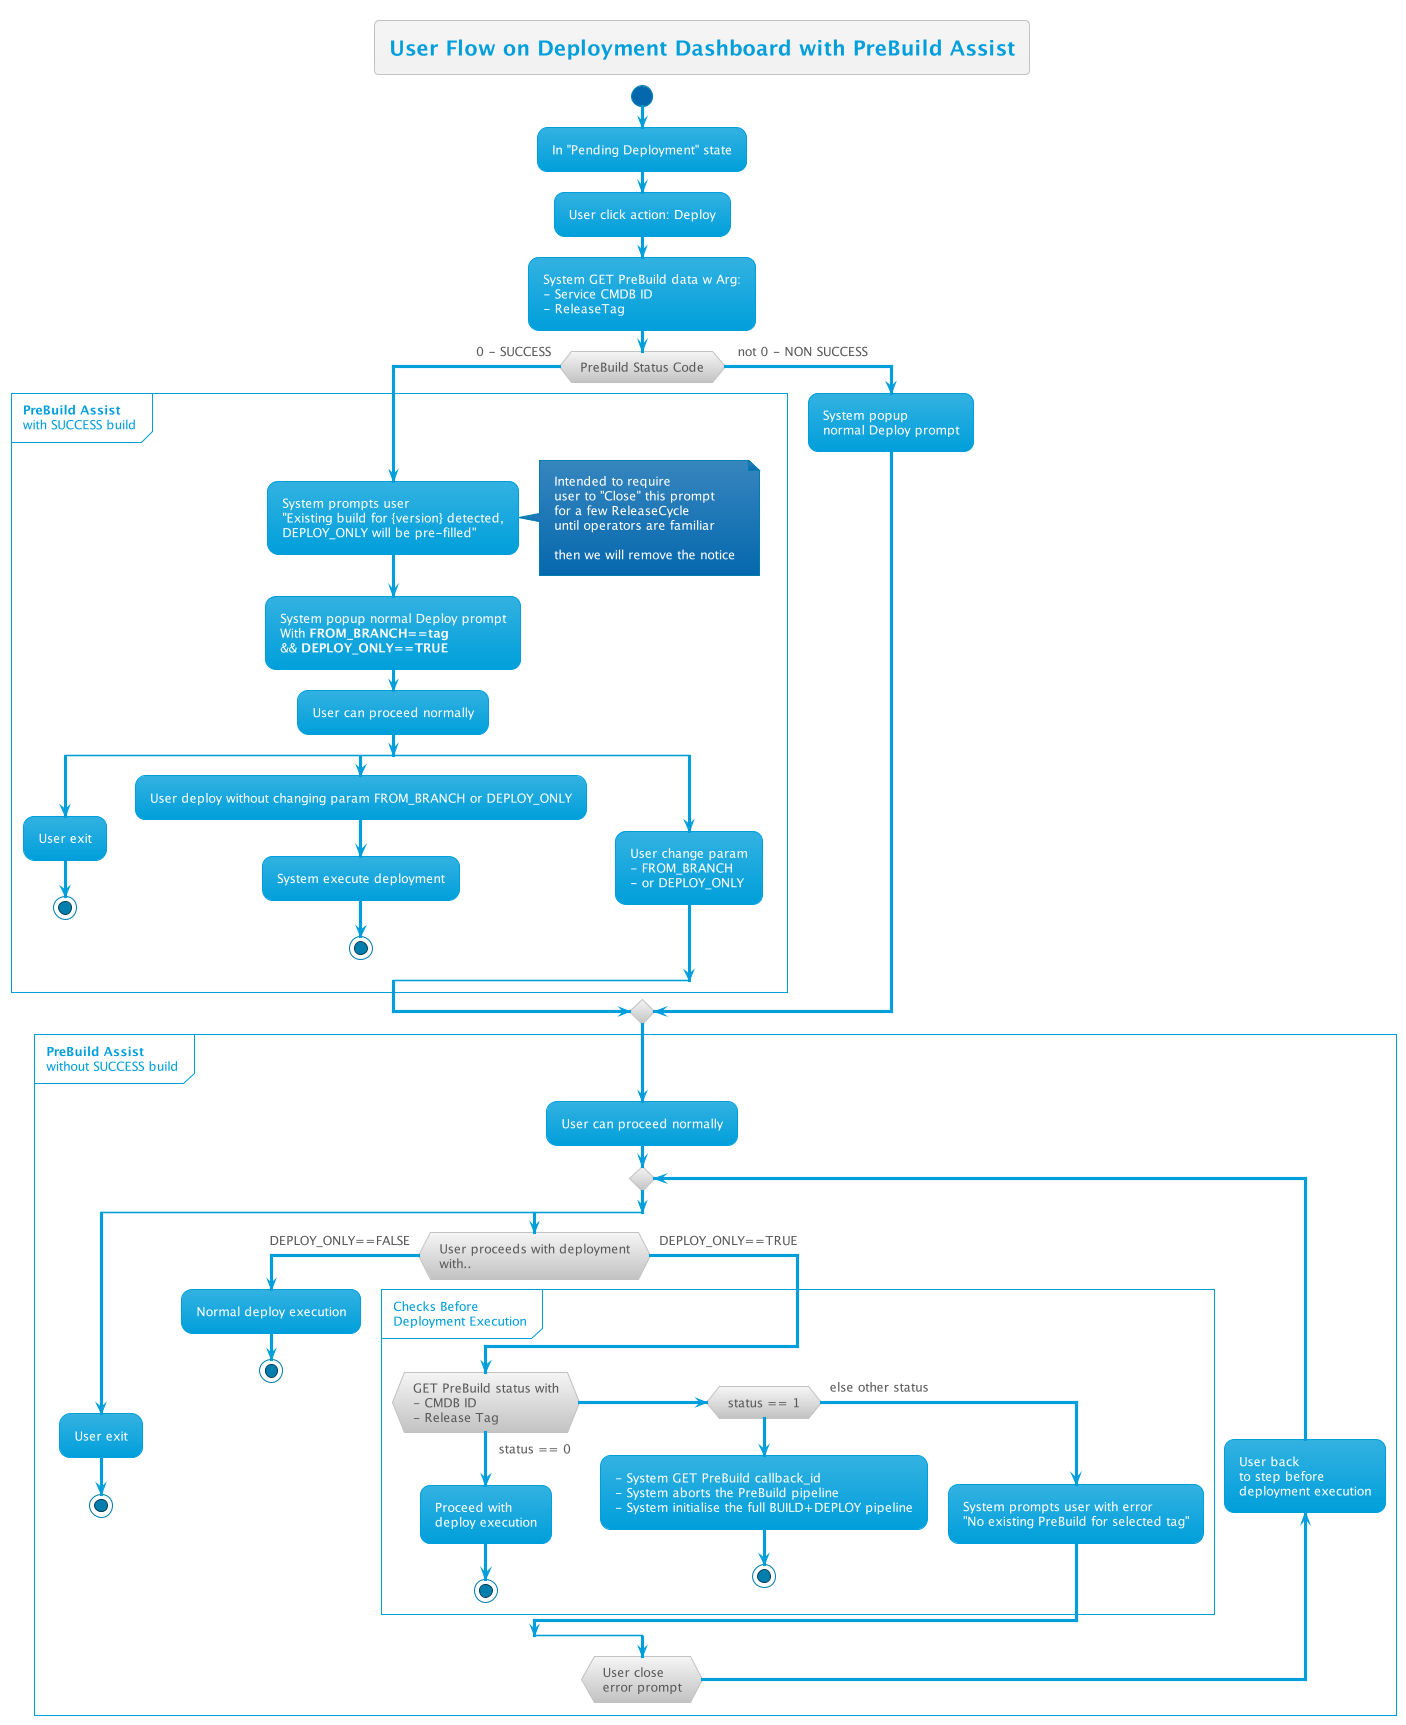 User Flow on Deployment Dashboard with PreBuild Assist
In "Pending Deployment" state
User click action: Deploy
System GET PreBuild data w Arg:
- Service CMDB ID
- ReleaseTag
0 - SUCCESS
PreBuild Status Code
not 0 - NON SUCCESS
PreBuild Assist
with SUCCESS build
System popup
normal Deploy prompt
System prompts user
"Existing build for {version} detected,
DEPLOY_ONLY will be pre-filled"
Intended to require
user to "Close" this prompt
for a few ReleaseCycle
until operators are familiar
then we will remove the notice
System popup normal Deploy prompt
With FROM_BRANCH==tag
&& DEPLOY_ONLY==TRUE
User can proceed normally
User exit
User deploy without changing param FROM_BRANCH or DEPLOY_ONLY
System execute deployment
User change param
- FROM_BRANCH
- or DEPLOY_ONLY
PreBuild Assist
without SUCCESS build
User can proceed normally
DEPLOY_ONLY==FALSE
User proceeds with deployment
with..
DEPLOY_ONLY==TRUE
Normal deploy execution
Checks Before
Deployment Execution
User exit
GET PreBuild status with
- CMDB ID
- Release Tag
status == 0
status == 1
else other status
Proceed with
deploy execution
- System GET PreBuild callback_id
- System aborts the PreBuild pipeline
- System initialise the full BUILD+DEPLOY pipeline
System prompts user with error
"No existing PreBuild for selected tag"
User back
to step before
deployment execution
User close
error prompt